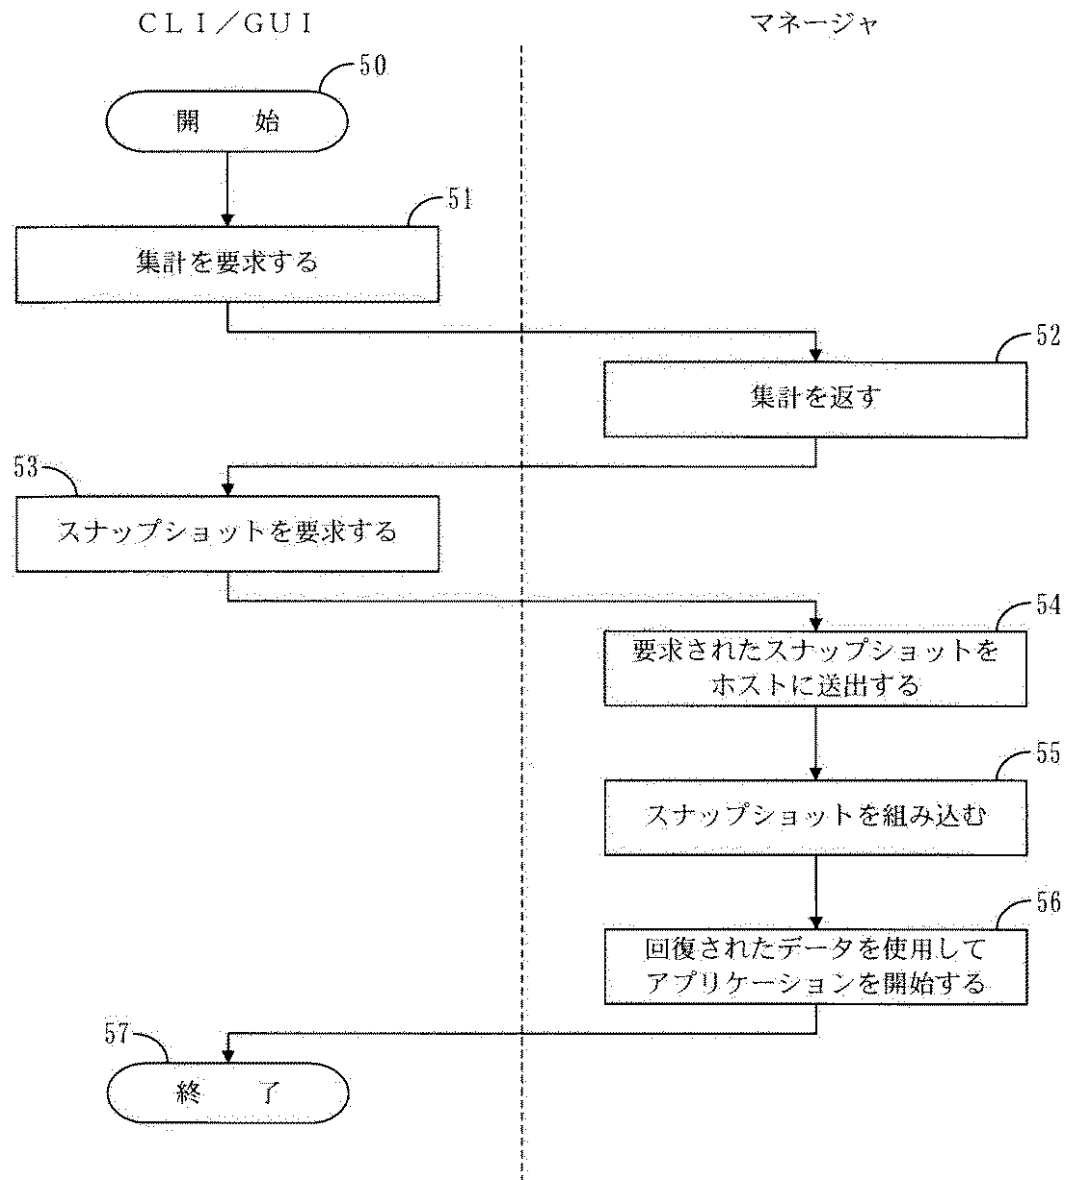 ＣＬＩ／ＧＵＩ
マネージャ
50
開　始
51
集計を要求する
52
集計を返す
53
スナップショットを要求する
54
要求されたスナップショットを
ホストに送出する
55
スナップショットを組み込む
56
回復されたデータを使用して
アプリケーションを開始する
57
終　了